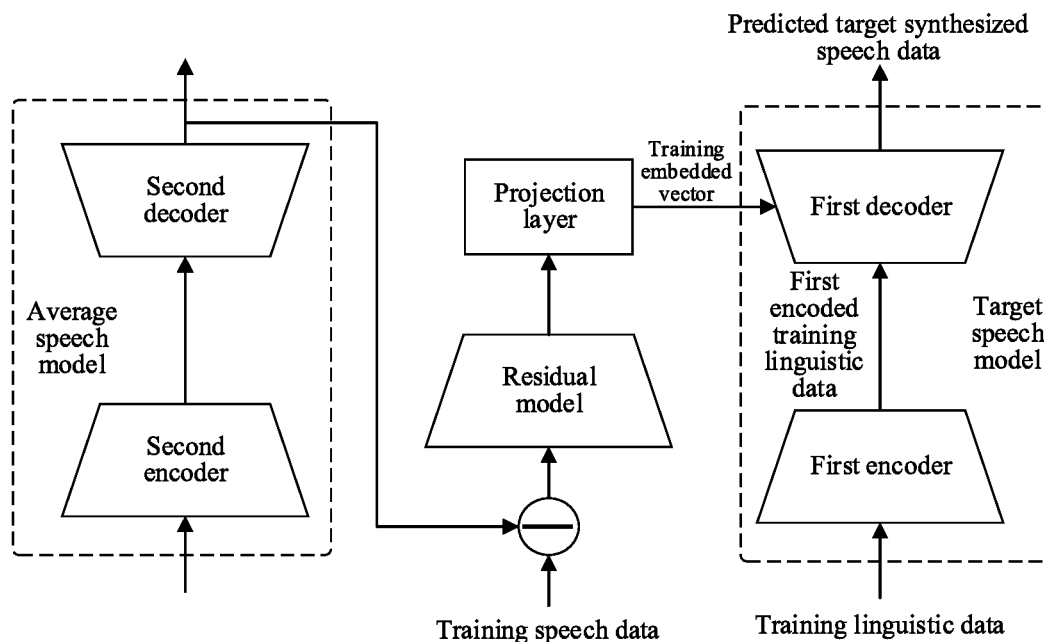 Predicted target synthesized
speech data
Second
decoder
Average
speech
model
Second
encoder
Projection
layer
Training
embedded
vector
Residual
model
Training speech data
First decoder
First
encoded
training
linguistic
data
Target
speech
model
First encoder
Training linguistic data